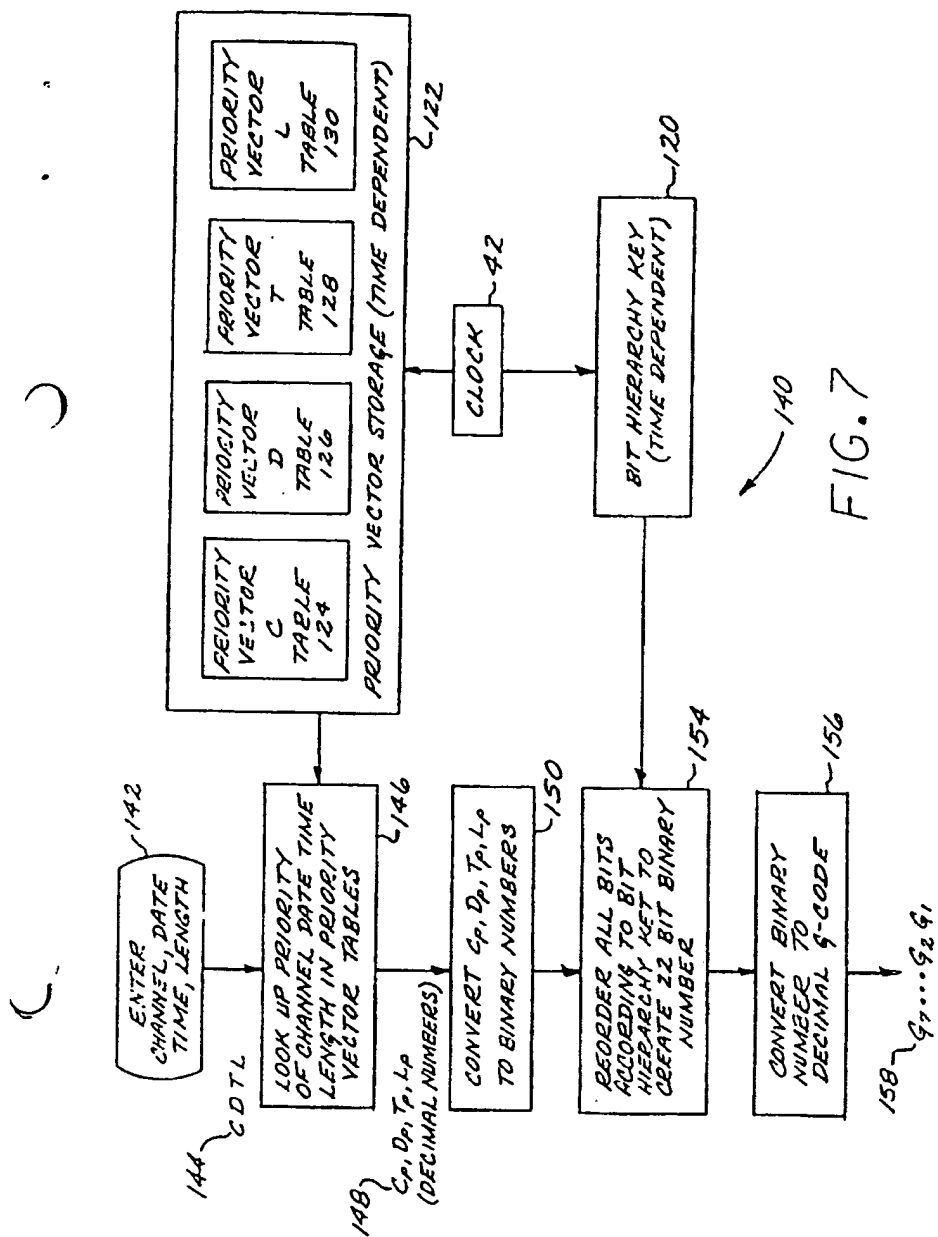 ENTER
CHANNEL, DATE
TIME, LENGTH
142
144
C D T L
LOOK UP PRIORITY
OF CHANNEL DATE TIME
LENGTH IN PRIORITY
VECTOR TABLES
146
148
CP, DP, TP, LP
(DECIMAL NUMBERS)
CONVERT CP, DP, TP, LP
TO BINARY NUMBERS
150
REORDER ALL BITS
ACCORDING TO BIT
HIERARCHY KEY TO
CREATE 22 BIT BINARY
NUMBER
154
CONVERT BINARY
NUMBER TO
DECIMAL G-CODE
156
158
G7....G2 G1
PRIORITY
VECTOR
C
TABLE
124
PRIORITY
VECTOR
D
TABLE
126
PRIORITY
VECTOR
T
TABLE
128
PRIORITY
VECTOR
L
TABLE
130
PRIORITY VECTOR STORAGE (TIME DEPENDENT)
122
CLOCK
42
BIT HIERARCHY KEY
(TIME DEPENDENT)
120
140
FIG. 7